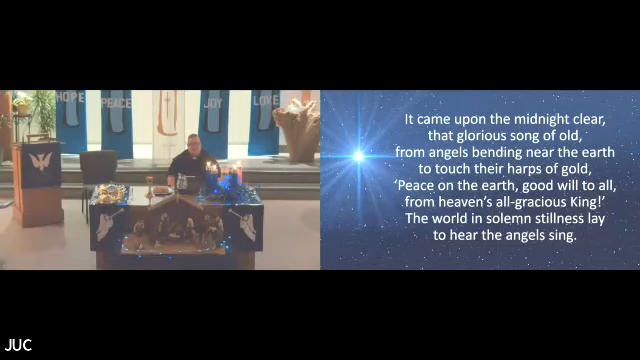 HOPE
PEACE
JOY
LOVE
It came upon the midnight clear,
that glorious song of old,
from angels bending near the earth
to touch their harps of gold,
‘Peace on the earth, good will to all,
from heaven’s all-gracious King!’
The world in solemn stillness lay
to hear the angels sing.
JUC